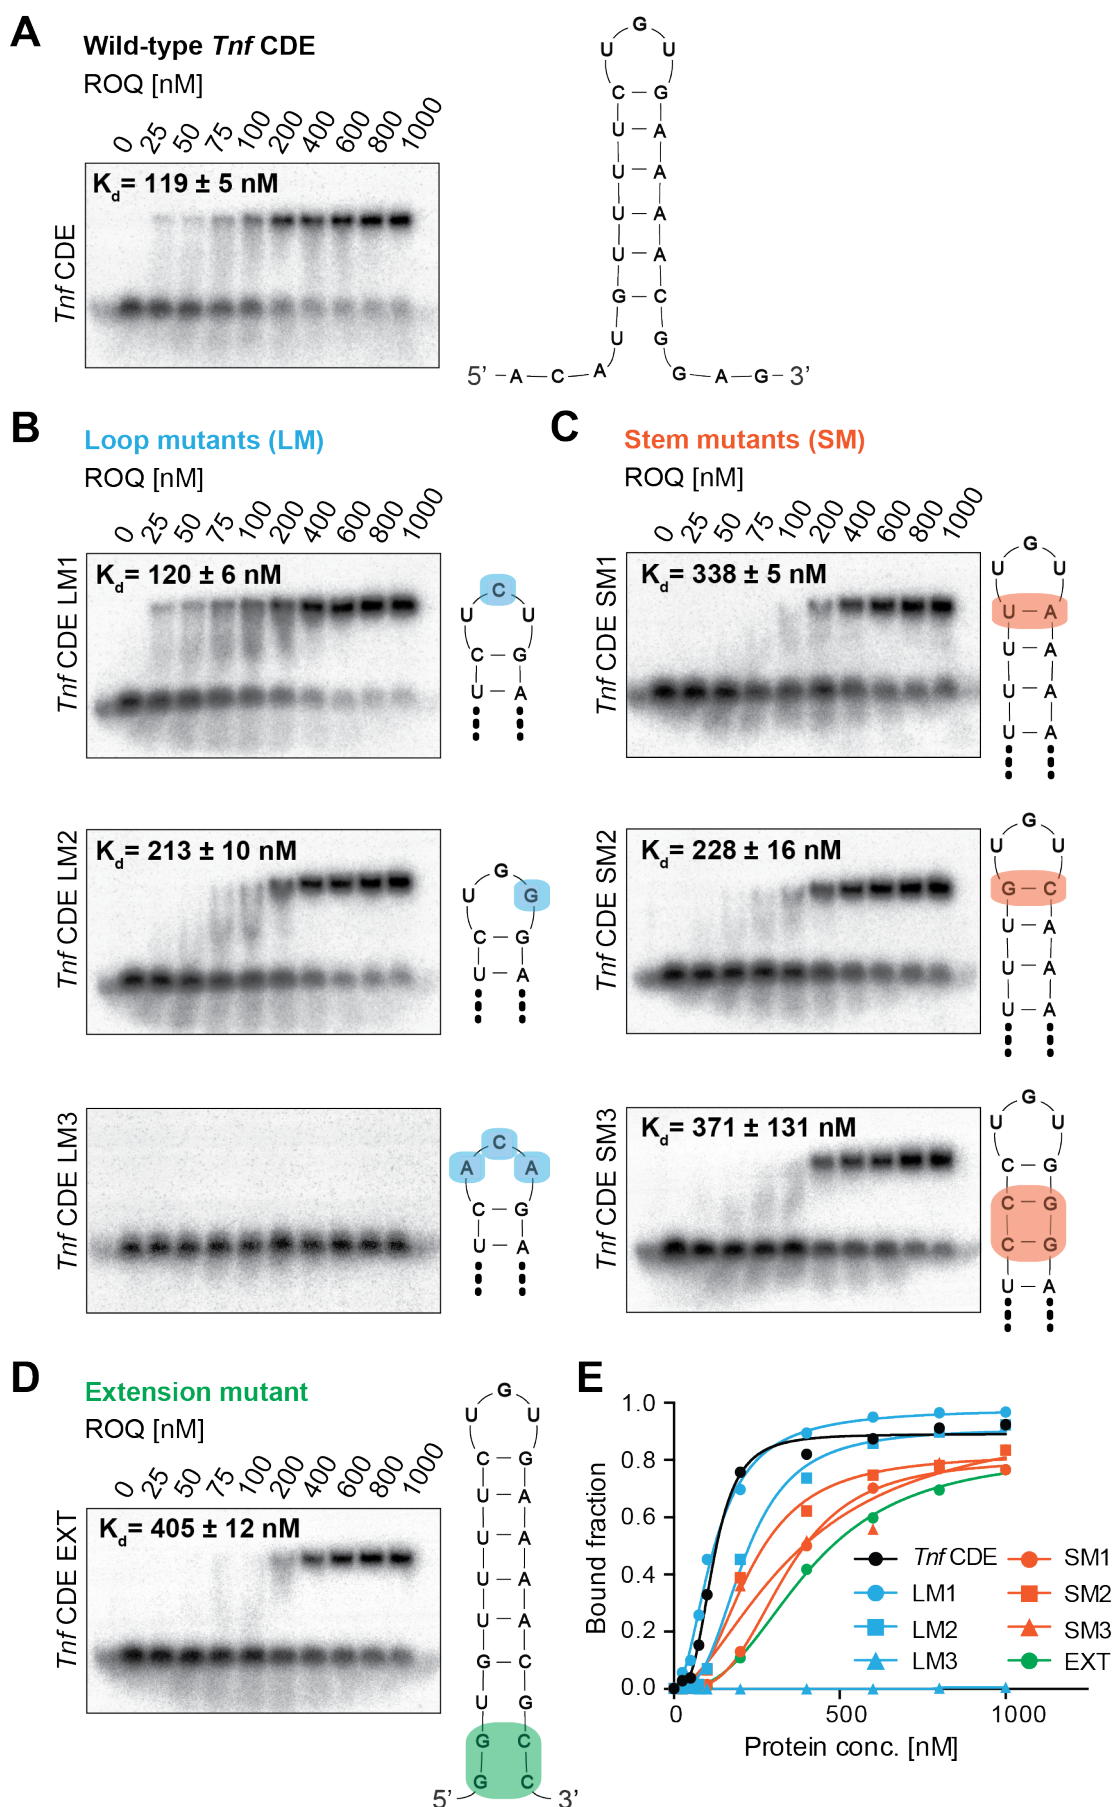 A
Wild-type Tnf CDE
ROQ [nM]
0 25 50 75 100 200 400 600 800 1000
Kd= 119 ± 5 nM
Tnf CDE
G
U U
C – G
U – A
U – A
U – A
U – A
G – C
U G
5' – A – C – A G – A – G – 3'
B
Loop mutants (LM)
ROQ [nM]
0 25 50 75 100 200 400 600 800 1000
Kd= 120 ± 6 nM
Tnf CDE LM1
C
U U
C – G
U – A
Kd= 213 ± 10 nM
Tnf CDE LM2
G
U G
C – G
U – A
Tnf CDE LM3
C
A A
C – G
U – A
C
Stem mutants (SM)
ROQ [nM]
0 25 50 75 100 200 400 600 800 1000
Kd= 338 ± 5 nM
Tnf CDE SM1
G
U U
U – A
U – A
U – A
U – A
Kd= 228 ± 16 nM
Tnf CDE SM2
G
U U
G – C
U – A
U – A
U – A
Kd= 371 ± 131 nM
Tnf CDE SM3
G
U U
C – G
C – G
C – G
U – A
D
Extension mutant
ROQ [nM]
0 25 50 75 100 200 400 600 800 1000
Kd= 405 ± 12 nM
Tnf CDE EXT
G
U U
C – G
U – A
U – A
U – A
U – A
G – C
U G
G C
G C
5' 3'
E
Bound fraction
1.0
0.8
0.6
0.4
0.2
0.0
0 500 1000
Protein conc. [nM]
Tnf CDE
LM1
LM2
LM3
SM1
SM2
SM3
EXT